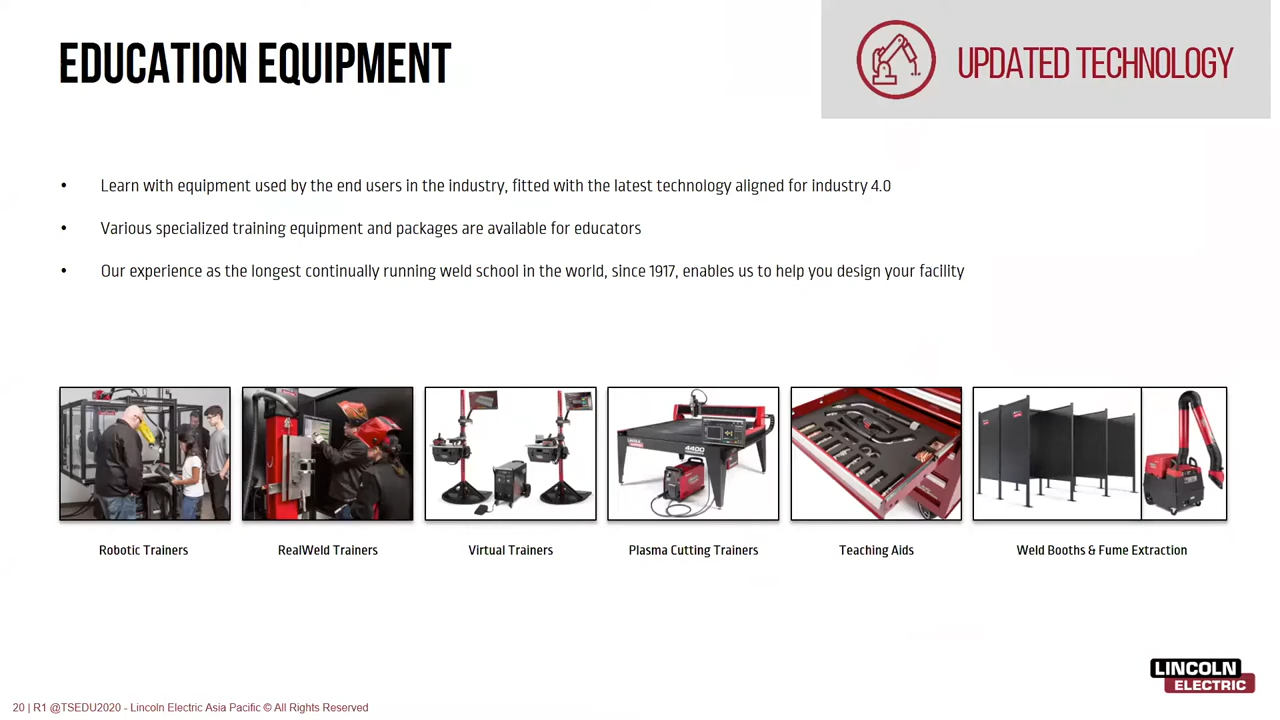 EDUCATION EQUIPMENT
UPDATED TECHNOLOGY
• Learn with equipment used by the end users in the industry, fitted with the latest technology aligned for industry 4.0
• Various specialized training equipment and packages are available for educators
• Our experience as the longest continually running weld school in the world, since 1917, enables us to help you design your facility
4400
Robotic Trainers
RealWeld Trainers
Virtual Trainers
Plasma Cutting Trainers
Teaching Aids
Weld Booths & Fume Extraction
LINCOLN
ELECTRIC
20 | R1 @TSEDU2020 - Lincoln Electric Asia Pacific © All Rights Reserved